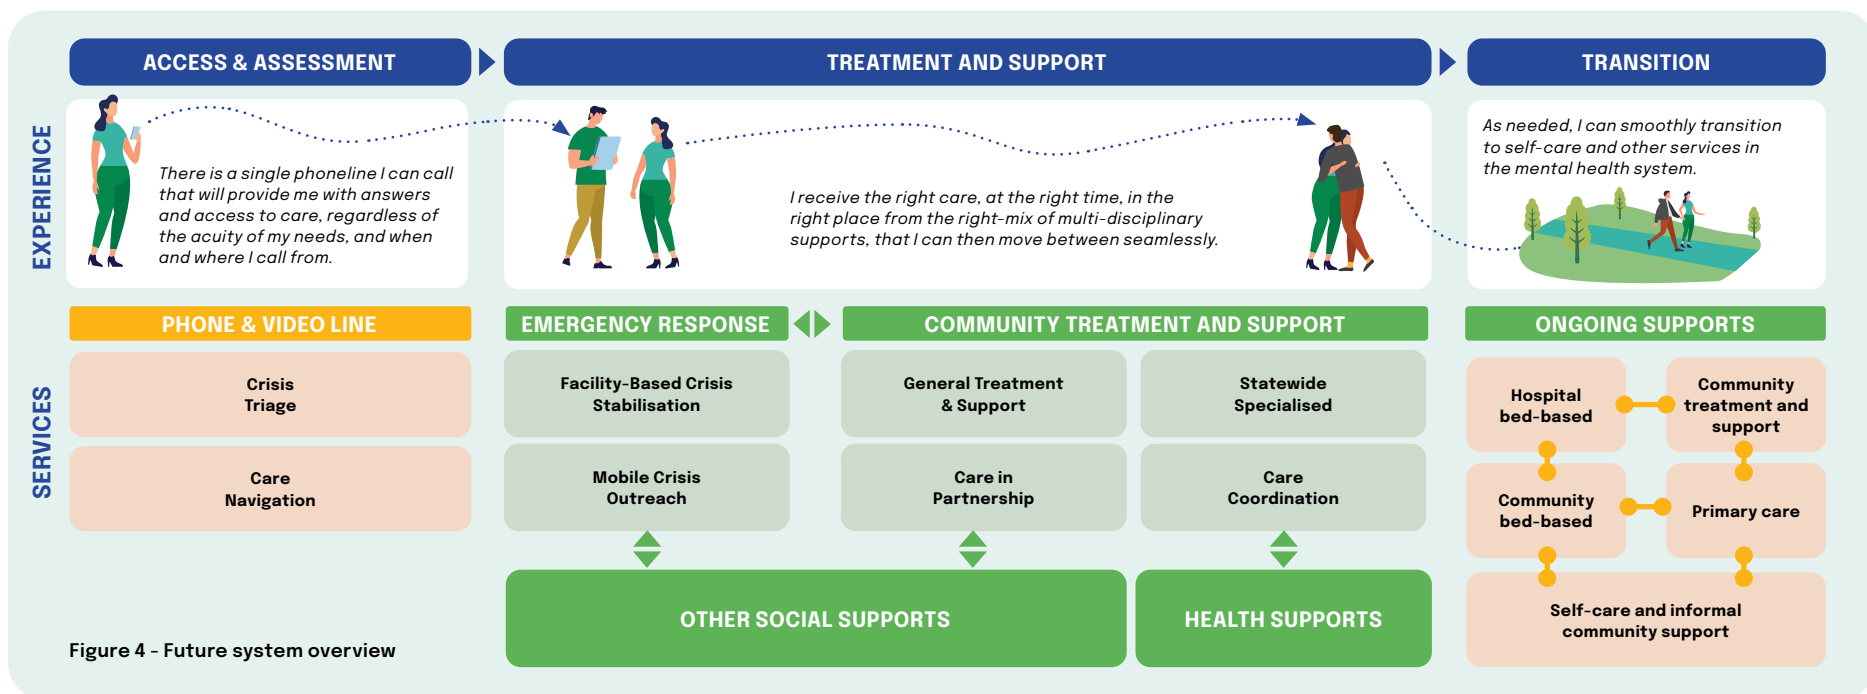 ACCESS & ASSESSMENT
TREATMENT AND SUPPORT
TRANSITION
EXPERIENCE
There is a single phoneline I can call
that will provide me with answers
and access to care, regardless of
the acuity of my needs, and when
and where I call from.
I receive the right care, at the right time, in the
right place from the right-mix of multi-disciplinary
supports, that I can then move between seamlessly.
As needed, I can smoothly transition
to self-care and other services in
the mental health system.
SERVICES
PHONE & VIDEO LINE
Crisis
Triage
Care
Navigation
EMERGENCY RESPONSE
Facility-Based Crisis
Stabilisation
Mobile Crisis
Outreach
COMMUNITY TREATMENT AND SUPPORT
General Treatment
& Support
Statewide
Specialised
Care in
Partnership
Care
Coordination
OTHER SOCIAL SUPPORTS
HEALTH SUPPORTS
ONGOING SUPPORTS
Hospital
bed-based
Community
treatment and
support
Community
bed-based
Primary care
Self-care and informal
community support
Figure 4 - Future system overview